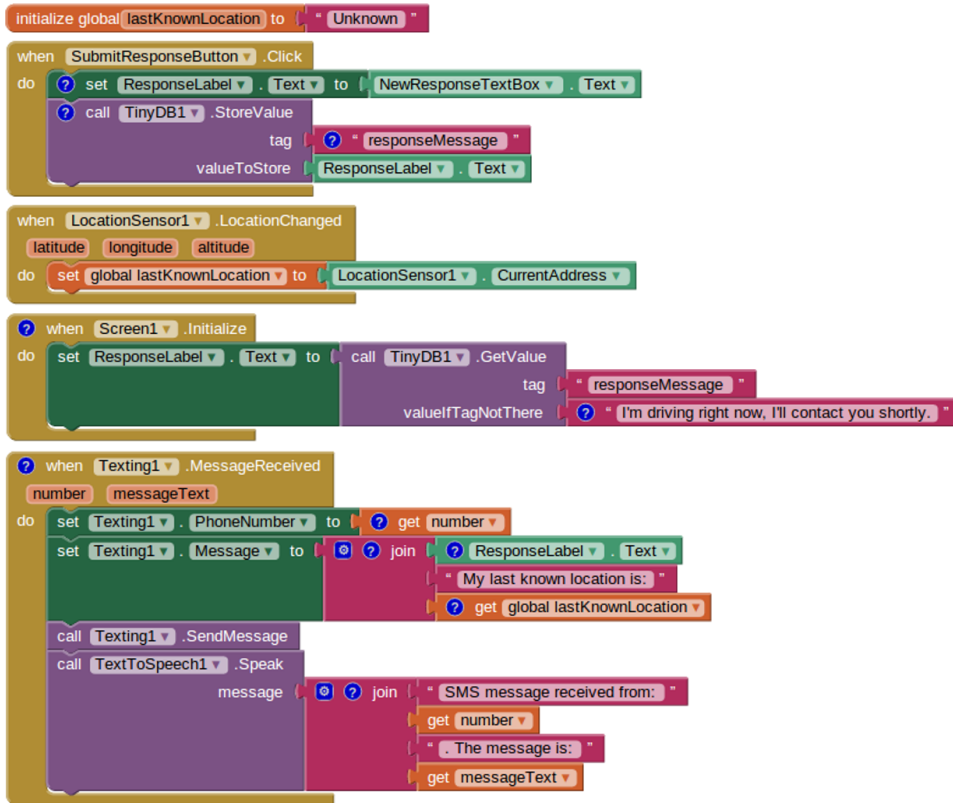 initialize global lastKnownLocation to “ Unknown ”
when SubmitResponseButton .Click
do ? set ResponseLabel . Text to NewResponseTextBox . Text
? call TinyDB1 .StoreValue
tag ? “ responseMessage ”
valueToStore ResponseLabel . Text
when LocationSensor1 .LocationChanged
latitude longitude altitude
do set global lastKnownLocation to LocationSensor1 . CurrentAddress
? when Screen1 .Initialize
do set ResponseLabel . Text to call TinyDB1 .GetValue
tag “ responseMessage ”
valueIfTagNotThere ? “ I'm driving right now, I'll contact you shortly. ”
? when Texting1 .MessageReceived
number messageText
do set Texting1 . PhoneNumber to ? get number
set Texting1 . Message to ? join ? ResponseLabel . Text
“ My last known location is: ”
? get global lastKnownLocation
call Texting1 .SendMessage
call TextToSpeech1 .Speak
message ? join “ SMS message received from: ”
get number
“ . The message is: ”
get messageText